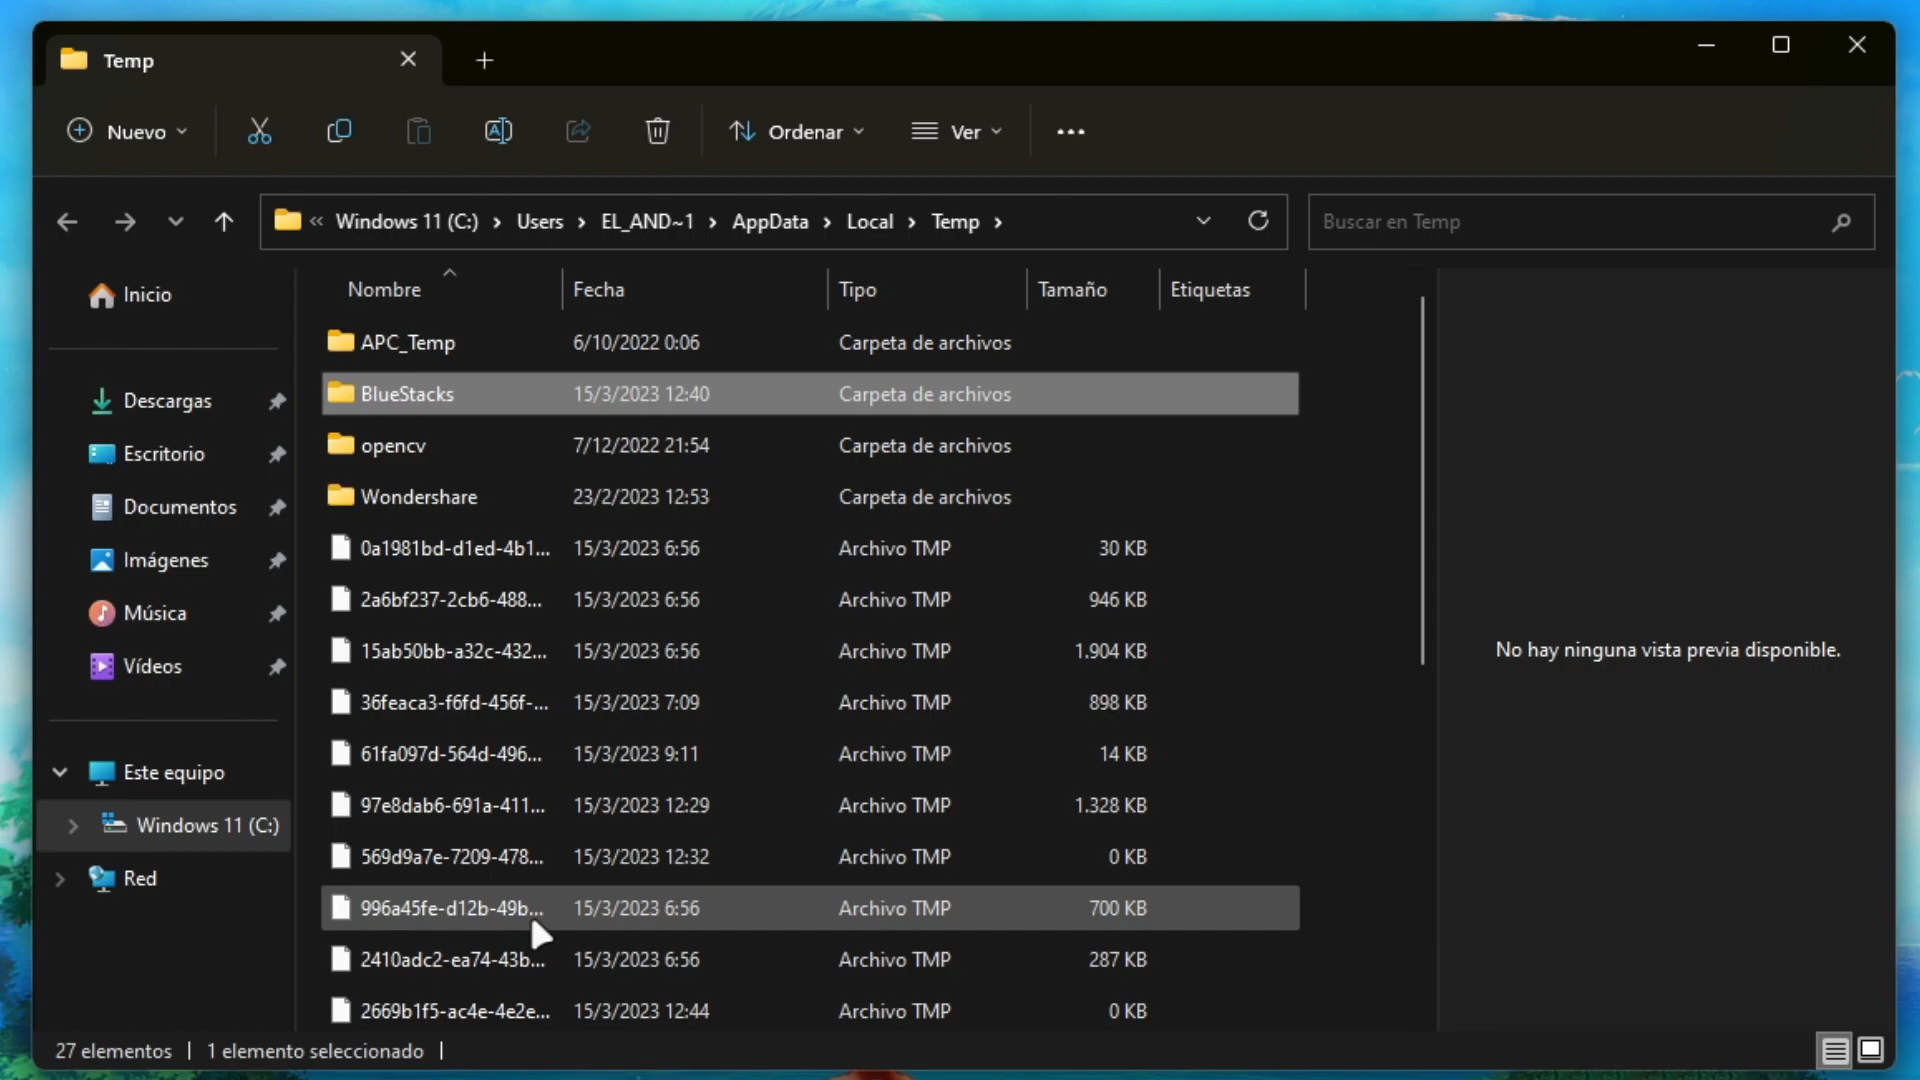 Temp
Nuevo
Ordenar
Ver
« Windows 11 (C:) > Users > EL_AND~1 > AppData > Local > Temp >
Buscar en Temp
Inicio
Descargas
Escritorio
Documentos
Imágenes
Música
Vídeos
Este equipo
Windows 11 (C:)
Red
Nombre Fecha Tipo Tamaño Etiquetas
APC_Temp 6/10/2022 0:06 Carpeta de archivos
BlueStacks 15/3/2023 12:40 Carpeta de archivos
opencv 7/12/2022 21:54 Carpeta de archivos
Wondershare 23/2/2023 12:53 Carpeta de archivos
0a1981bd-d1ed-4b1... 15/3/2023 6:56 Archivo TMP 30 KB
2a6bf237-2cb6-488... 15/3/2023 6:56 Archivo TMP 946 KB
15ab50bb-a32c-432... 15/3/2023 6:56 Archivo TMP 1.904 KB
36feaca3-f6fd-456f-... 15/3/2023 7:09 Archivo TMP 898 KB
61fa097d-564d-496... 15/3/2023 9:11 Archivo TMP 14 KB
97e8dab6-691a-411... 15/3/2023 12:29 Archivo TMP 1.328 KB
569d9a7e-7209-478... 15/3/2023 12:32 Archivo TMP 0 KB
996a45fe-d12b-49b... 15/3/2023 6:56 Archivo TMP 700 KB
2410adc2-ea74-43b... 15/3/2023 6:56 Archivo TMP 287 KB
2669b1f5-ac4e-4e2e... 15/3/2023 12:44 Archivo TMP 0 KB
No hay ninguna vista previa disponible.
27 elementos | 1 elemento seleccionado |